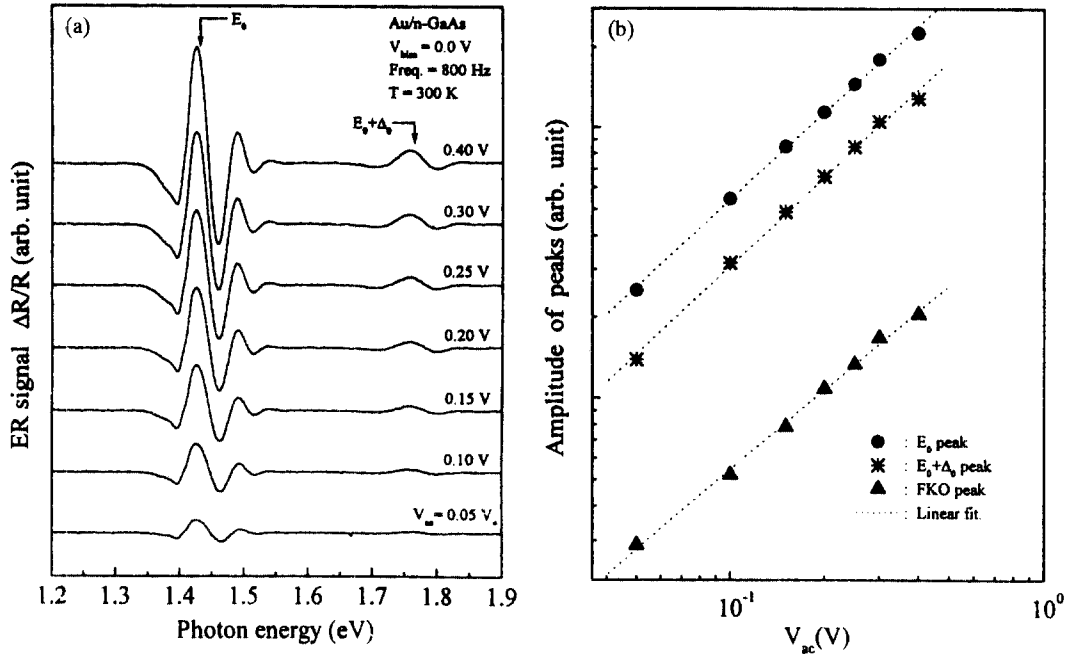 (a)
E₀
Au/n-GaAs
V_bias = 0.0 V
Freq. = 800 Hz
T = 300 K
E₀+Δ₀
0.40 V
0.30 V
0.25 V
0.20 V
0.15 V
0.10 V
V_ac = 0.05 V
ER signal ΔR/R (arb. unit)
1.2 1.3 1.4 1.5 1.6 1.7 1.8 1.9
Photon energy (eV)
(b)
Amplitude of peaks (arb. unit)
: E₀ peak
: E₀+Δ₀ peak
: FKO peak
: Linear fit
10⁻¹ 10⁰
V_ac(V)